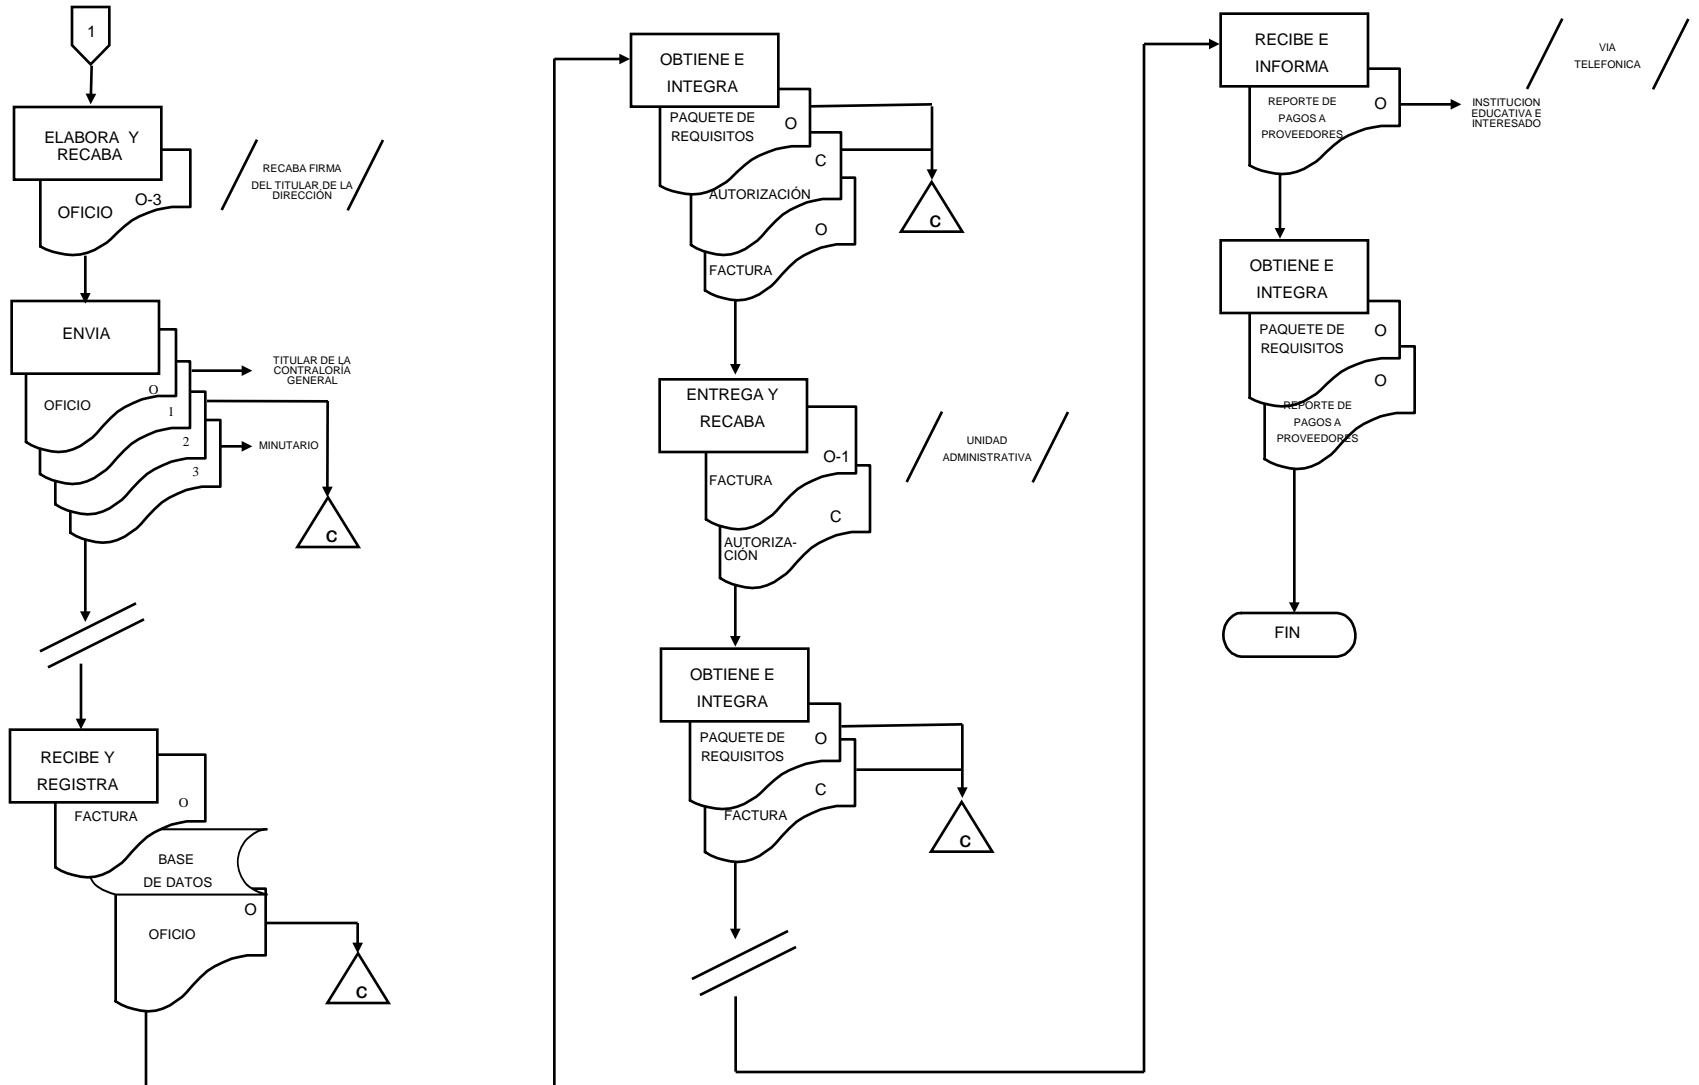 1
ELABORA Y
RECABA
OFICIO
O-3
RECABA FIRMA
DEL TITULAR DE LA
DIRECCIÓN
ENVIA
OFICIO
O
1
2
3
TITULAR DE LA
CONTRALORÍA
GENERAL
MINUTARIO
C
RECIBE Y
REGISTRA
FACTURA
O
BASE
DE DATOS
O
OFICIO
C
OBTIENE E
INTEGRA
PAQUETE DE
REQUISITOS
O
C
AUTORIZACIÓN
O
FACTURA
C
ENTREGA Y
RECABA
O-1
FACTURA
C
AUTORIZA-
CIÓN
UNIDAD
ADMINISTRATIVA
OBTIENE E
INTEGRA
PAQUETE DE
REQUISITOS
O
C
FACTURA
C
RECIBE E
INFORMA
REPORTE DE
PAGOS A
PROVEEDORES
O
VIA
TELEFONICA
INSTITUCION
EDUCATIVA E
INTERESADO
OBTIENE E
INTEGRA
PAQUETE DE
REQUISITOS
O
O
REPORTE DE
PAGOS A
PROVEEDORES
FIN